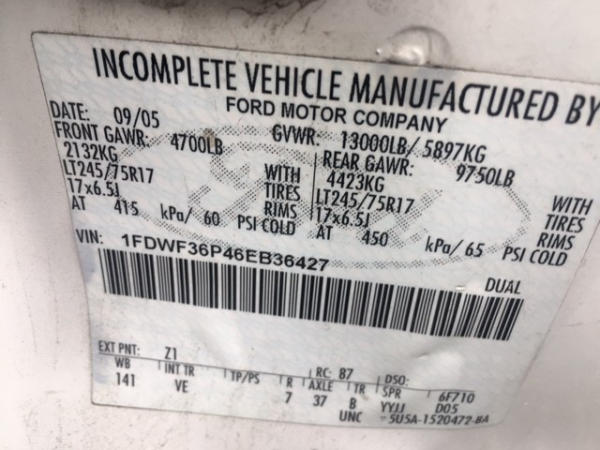 INCOMPLETE VEHICLE MANUFACTURED BY
FORD MOTOR COMPANY
DATE: 09/05 GVWR: 13000LB/ 5897KG
FRONT GAWR: 4700LB REAR GAWR: 9750LB
2132KG WITH 4423KG WITH
LT245/75R17 TIRES LT245/75R17 TIRES
17x6.5J RIMS 17x6.5J RIMS
AT 415 kPa/ 60 PSI COLD AT 450 kPa/ 65 PSI COLD
VIN: 1FDWF36P46EB36427
DUAL
EXT PNT: Z1 RC: 87 DSO:
WB INT TR TP/PS R AXLE TR SPR 6F710
141 VE 7 37 B YYJJ D05
UNC 5U5A-1520472-BA